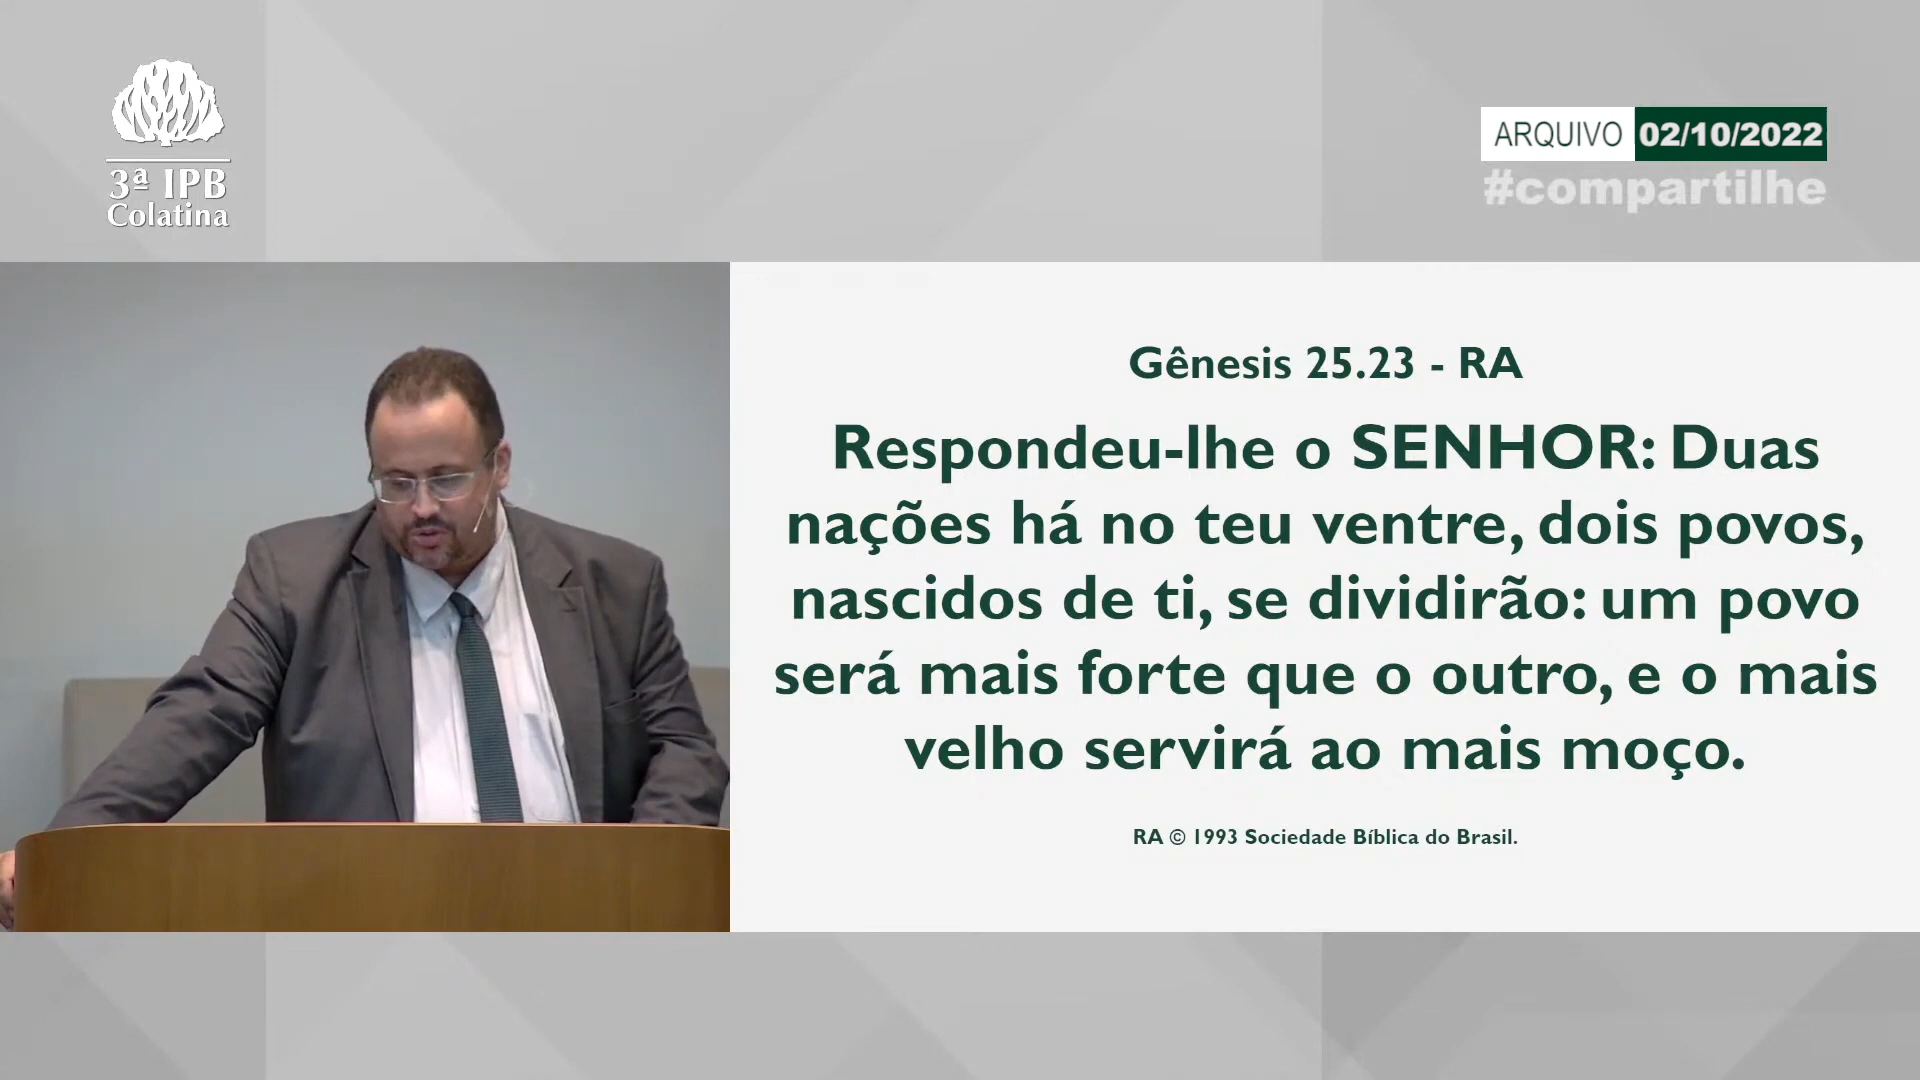 3ª IPB
Colatina
ARQUIVO 02/10/2022
#compartilhe
Gênesis 25.23 - RA
Respondeu-lhe o SENHOR: Duas
nações há no teu ventre, dois povos,
nascidos de ti, se dividirão: um povo
será mais forte que o outro, e o mais
velho servirá ao mais moço.
RA © 1993 Sociedade Bíblica do Brasil.